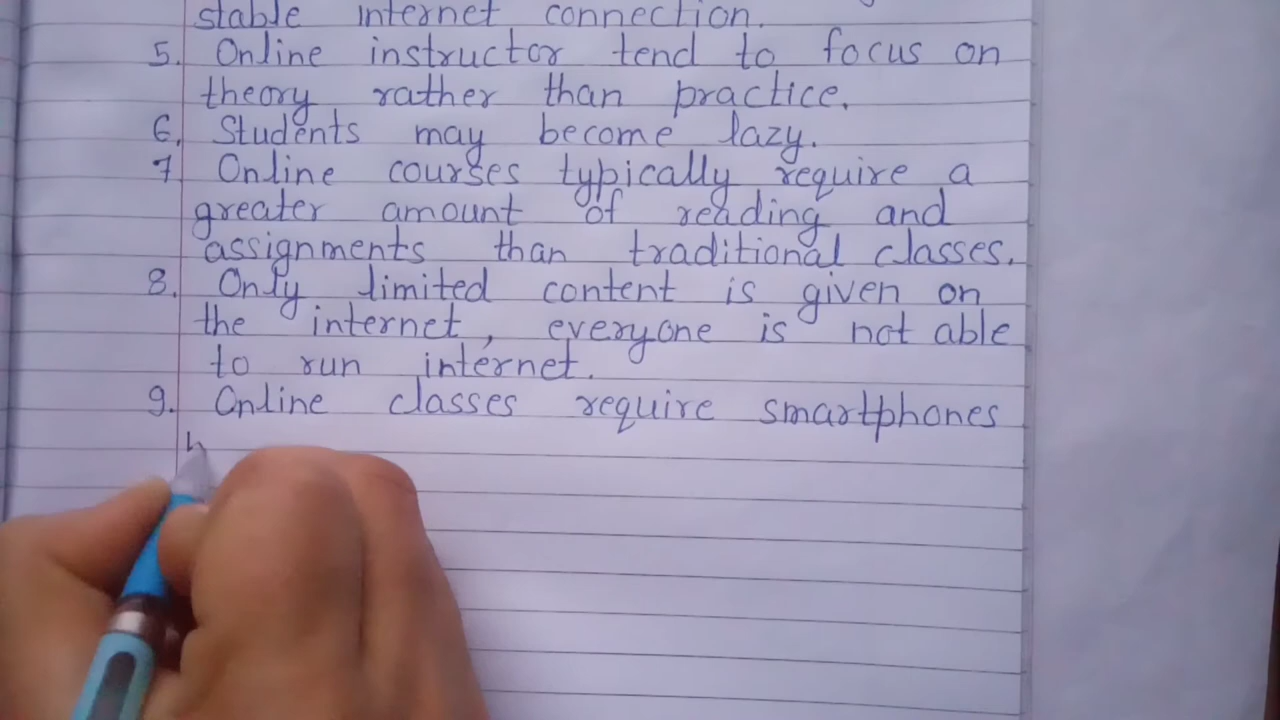 stable internet connection.
5. Online instructor tend to focus on
theory rather than practice.
6. Students may become lazy.
7 Online courses typically require a
greater amount of reading and
assignments than traditional classes.
8. Only limited content is given on
the internet, everyone is not able
to run internet.
9. Online classes require smartphones